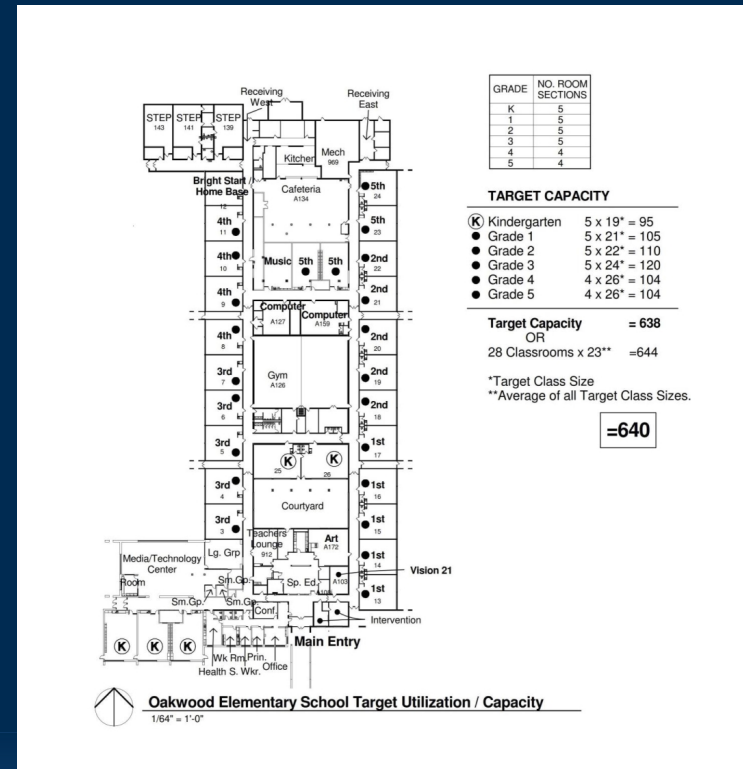 Receiving
West
Receiving
East
STEP
143
STEP
141
STEP
139
Kitchen
Mech
969
Bright Start /
Home Base
12
Cafeteria
A134
5th
24
4th
11
5th
23
4th
10
Music
5th
5th
2nd
22
4th
9
2nd
21
Computer
A127
Computer
A159
4th
8
2nd
20
3rd
7
Gym
A126
2nd
19
3rd
6
2nd
18
3rd
5
K
25
K
26
1st
17
3rd
4
Courtyard
1st
16
3rd
3
1st
15
Teachers
Lounge
912
Art
A172
Lg. Grp
1st
14
Media/Technology
Center
Room
Sm.Gp.
Sp. Ed.
A103
Vision 21
1st
13
Sm.Gp.
Sm.Gp.
Conf.
Intervention
K
K
K
Main Entry
Wk Rm.
Prin.
Office
Health
S. Wkr.
GRADE
NO. ROOM
SECTIONS
K 5
1 5
2 5
3 5
4 4
5 4
TARGET CAPACITY
K Kindergarten 5 x 19* = 95
● Grade 1 5 x 21* = 105
● Grade 2 5 x 22* = 110
● Grade 3 5 x 24* = 120
● Grade 4 4 x 26* = 104
● Grade 5 4 x 26* = 104
Target Capacity = 638
OR
28 Classrooms x 23** =644
*Target Class Size
**Average of all Target Class Sizes.
=640
Oakwood Elementary School Target Utilization / Capacity
1/64" = 1'-0"